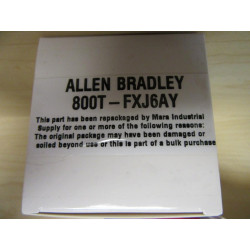 ALLEN BRADLEY
800T-FXJ6AY
This part has been repackaged by Mars Industrial
Supply for one or more of the following reasons:
The original package may have been damaged or
soiled beyond use or this is part of a bulk purchase